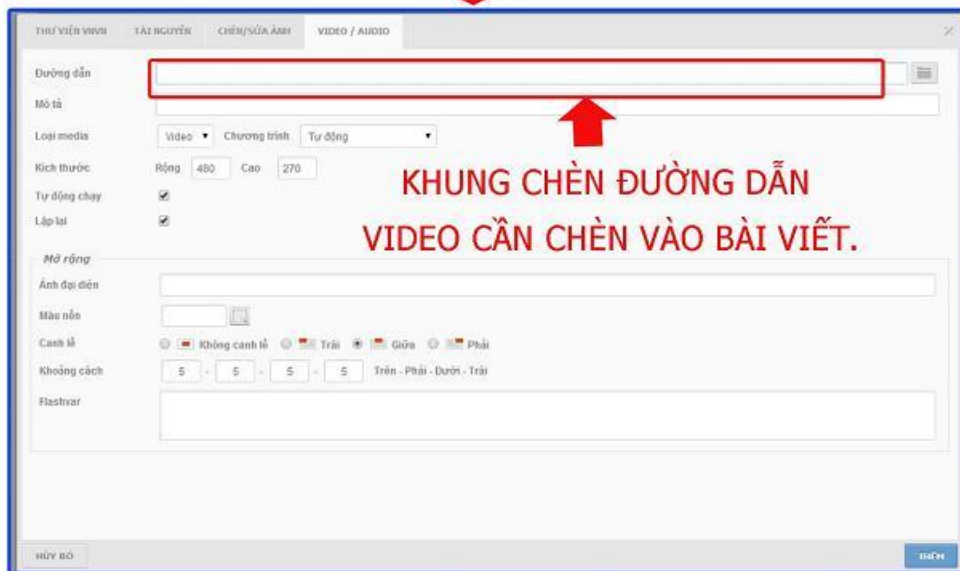 THƯ VIỆN VNVN TÀI NGUYÊN CHÈN/SỬA ẢNH VIDEO / AUDIO
Đường dẫn
Mô tả
Loại media Video Chương trình Tự động
Kích thước Rộng 480 Cao 270
Tự động chạy
Lặp lại
KHUNG CHÈN ĐƯỜNG DẪN
VIDEO CẦN CHÈN VÀO BÀI VIẾT.
Mở rộng
Ảnh đại diện
Màu nền
Canh lề Không canh lề Trái Giữa Phải
Khoảng cách 5 - 5 - 5 - 5 Trên - Phải - Dưới - Trái
Flashvar
HỦY BỎ THÊM